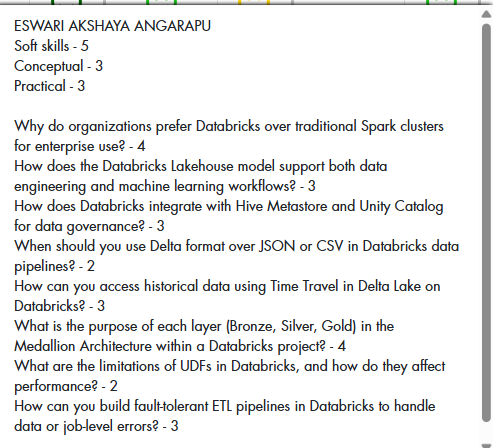 ESWARI AKSHAYA ANGARAPU
Soft skills - 5
Conceptual - 3
Practical - 3
Why do organizations prefer Databricks over traditional Spark clusters
for enterprise use? - 4
How does the Databricks Lakehouse model support both data
engineering and machine learning workflows? - 3
How does Databricks integrate with Hive Metastore and Unity Catalog
for data governance? - 3
When should you use Delta format over JSON or CSV in Databricks data
pipelines? - 2
How can you access historical data using Time Travel in Delta Lake on
Databricks? - 3
What is the purpose of each layer (Bronze, Silver, Gold) in the
Medallion Architecture within a Databricks project? - 4
What are the limitations of UDFs in Databricks, and how do they affect
performance? - 2
How can you build fault-tolerant ETL pipelines in Databricks to handle
data or job-level errors? - 3